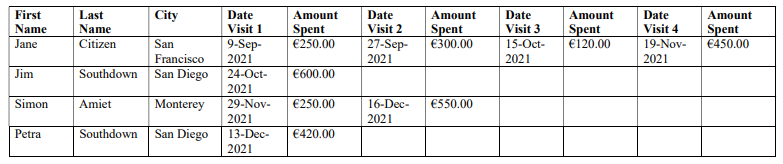 First Name | Last Name | City | Date Visit 1 | Amount Spent | Date Visit 2 | Amount Spent | Date Visit 3 | Amount Spent | Date Visit 4 | Amount Spent
Jane | Citizen | San Francisco | 9-Sep-2021 | €250.00 | 27-Sep-2021 | €300.00 | 15-Oct-2021 | €120.00 | 19-Nov-2021 | €450.00
Jim | Southdown | San Diego | 24-Oct-2021 | €600.00
Simon | Amiet | Monterey | 29-Nov-2021 | €250.00 | 16-Dec-2021 | €550.00
Petra | Southdown | San Diego | 13-Dec-2021 | €420.00